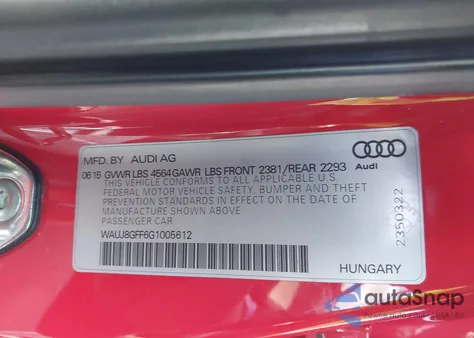 MFD. BY AUDI AG
06 15 GVWR LBS 4564 GAWR LBS FRONT 2381/REAR 2293
THIS VEHICLE CONFORMS TO ALL APPLICABLE U.S.
FEDERAL MOTOR VEHICLE SAFETY, BUMPER AND THEFT
PREVENTION STANDARDS IN EFFECT ON THE DATE OF
MANUFACTURE SHOWN ABOVE.
PASSENGER CAR
WAUJ8GFF6G1005612
Audi
2350322
HUNGARY
autoSnap